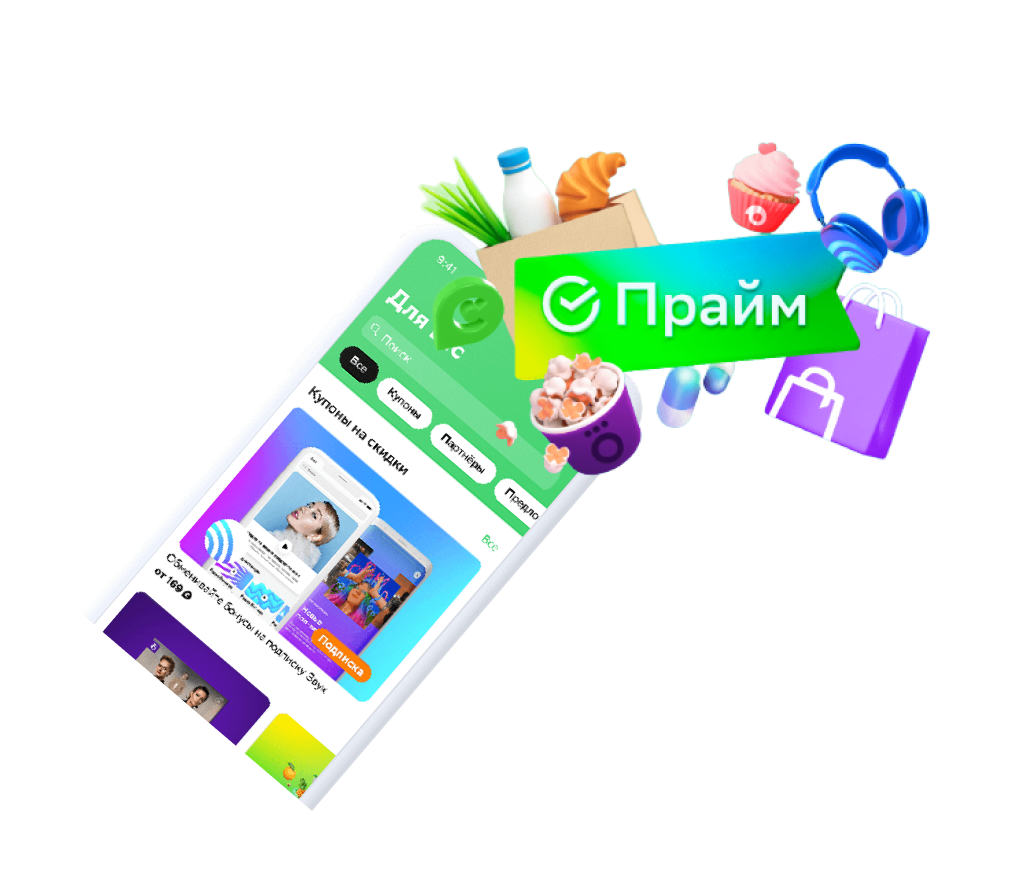 9:41
Для
с
Поиск
Все
Купоны
Партнёры
Предло
Купоны на скидки
Все
Подписка
Обменивайте бонусы на подписку Звук
от 169
Прайм